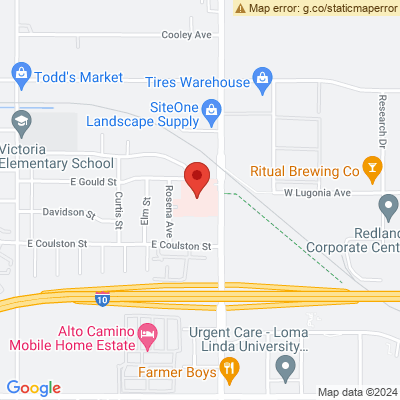 Map error: g.co/staticmaperror
Cooley Ave
Todd's Market
Tires Warehouse
SiteOne
Landscape Supply
Research Dr
Victoria
Elementary School
E Gould St
Ritual Brewing Co
W Lugonia Ave
Curtis St
Elm St
Rosena Ave
Davidson St
Redland
Corporate Cent
E Coulston St
E Coulston St
10
Alto Camino
Mobile Home Estate
Urgent Care - Loma
Linda University...
Farmer Boys
Google
Map data ©2024